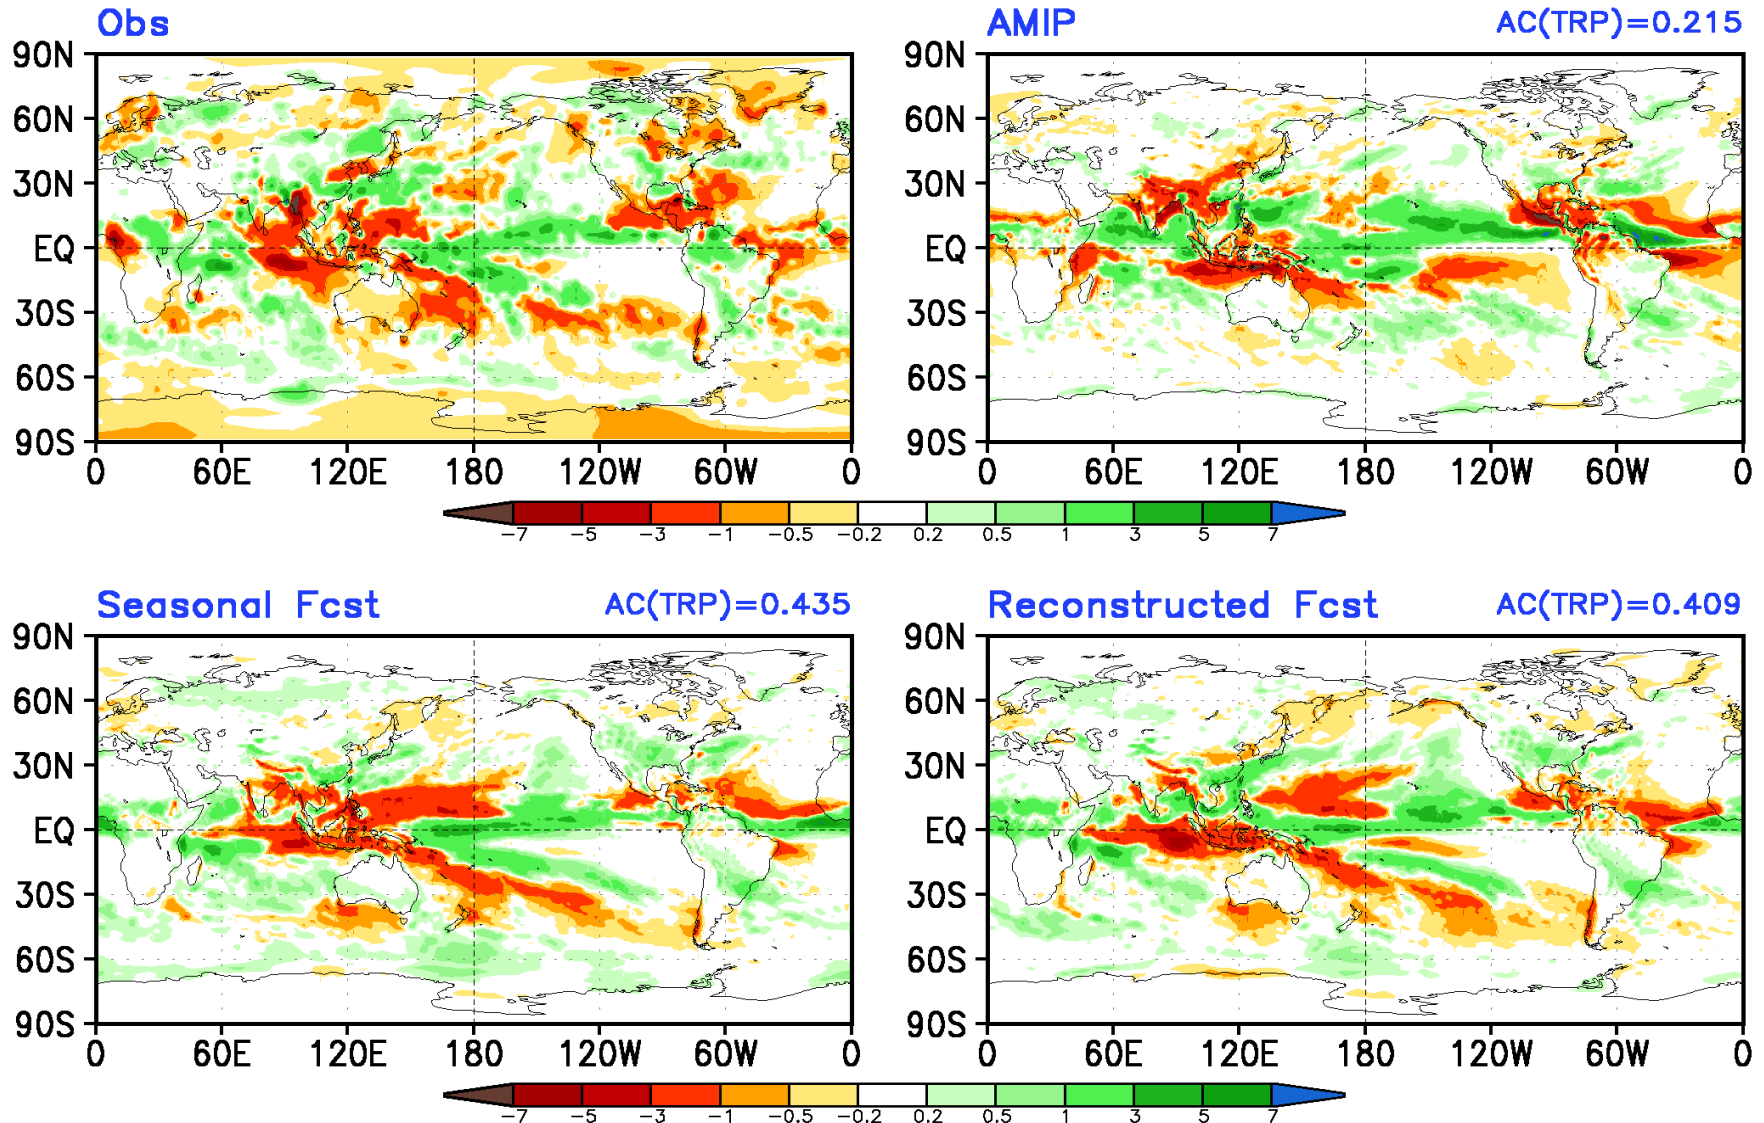 Obs
AMIP AC(TRP)=0.215
90N 90N
60N 60N
30N 30N
EQ EQ
30S 30S
60S 60S
90S 90S
0 60E 120E 180 120W 60W 0 0 60E 120E 180 120W 60W 0
−7 −5 −3 −1 −0.5 −0.2 0.2 0.5 1 3 5 7
Seasonal Fcst AC(TRP)=0.435
Reconstructed Fcst AC(TRP)=0.409
90N 90N
60N 60N
30N 30N
EQ EQ
30S 30S
60S 60S
90S 90S
0 60E 120E 180 120W 60W 0 0 60E 120E 180 120W 60W 0
−7 −5 −3 −1 −0.5 −0.2 0.2 0.5 1 3 5 7